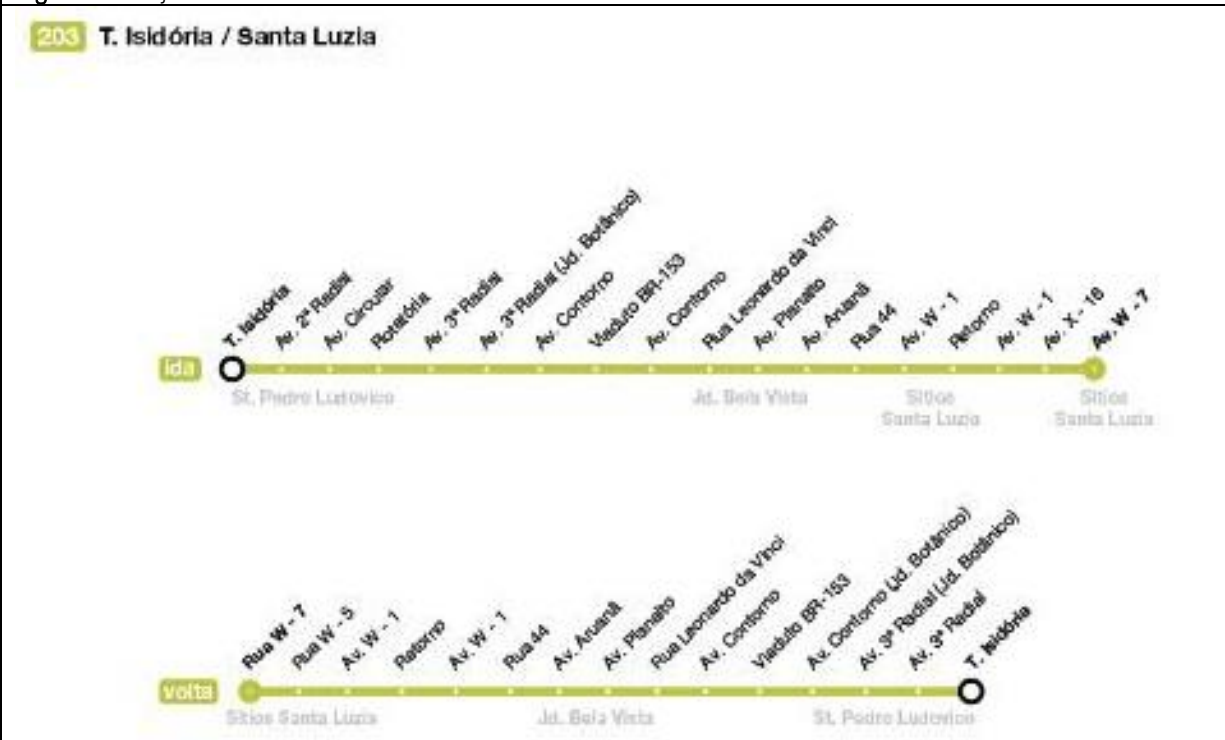 203 T. Isidória / Santa Luzia
T. Isidória
Av. 2ª Radial
Av. Circular
Rotatória
Av. 3ª Radial
Av. 3ª Radial (Jd. Botânico)
Av. Contorno
Viaduto BR-153
Av. Contorno
Rua Leonardo da Vinci
Av. Planalto
Av. Aruanã
Rua 44
Av. W - 1
Retorno
Av. W - 1
Av. X - 16
Av. W - 7
ida
St. Pedro Ludovico
Jd. Bela Vista
Sítios
Santa Luzia
Sítios
Santa Luzia
Rua W - 7
Rua W - 5
Av. W - 1
Retorno
Av. W - 1
Rua 44
Av. Aruanã
Av. Planalto
Rua Leonardo da Vinci
Av. Contorno
Viaduto BR-153
Av. Contorno (Jd. Botânico)
Av. 3ª Radial (Jd. Botânico)
Av. 3ª Radial
T. Isidória
volta
Sítios Santa Luzia
Jd. Bela Vista
St. Pedro Ludovico